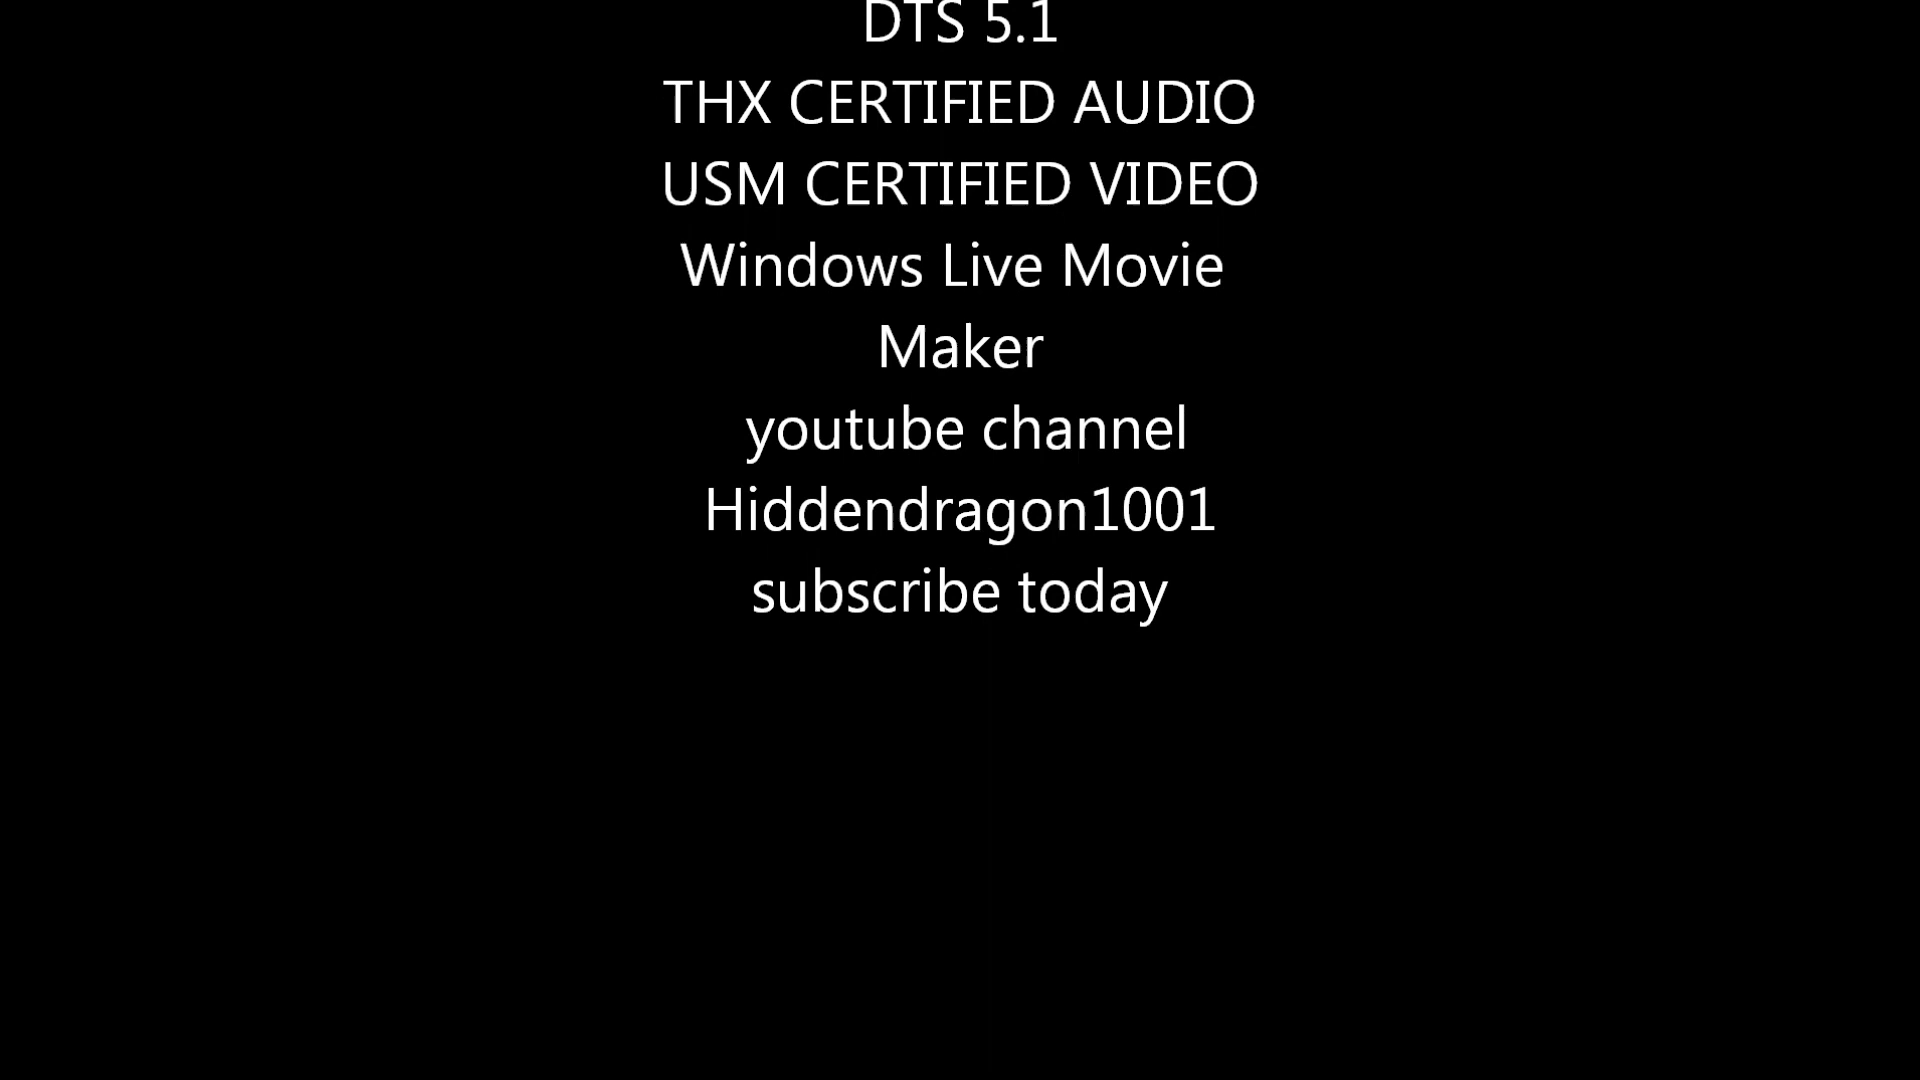 DTS 5.1
THX CERTIFIED AUDIO
USM CERTIFIED VIDEO
Windows Live Movie
Maker
youtube channel
Hiddendragon1001
subscribe today